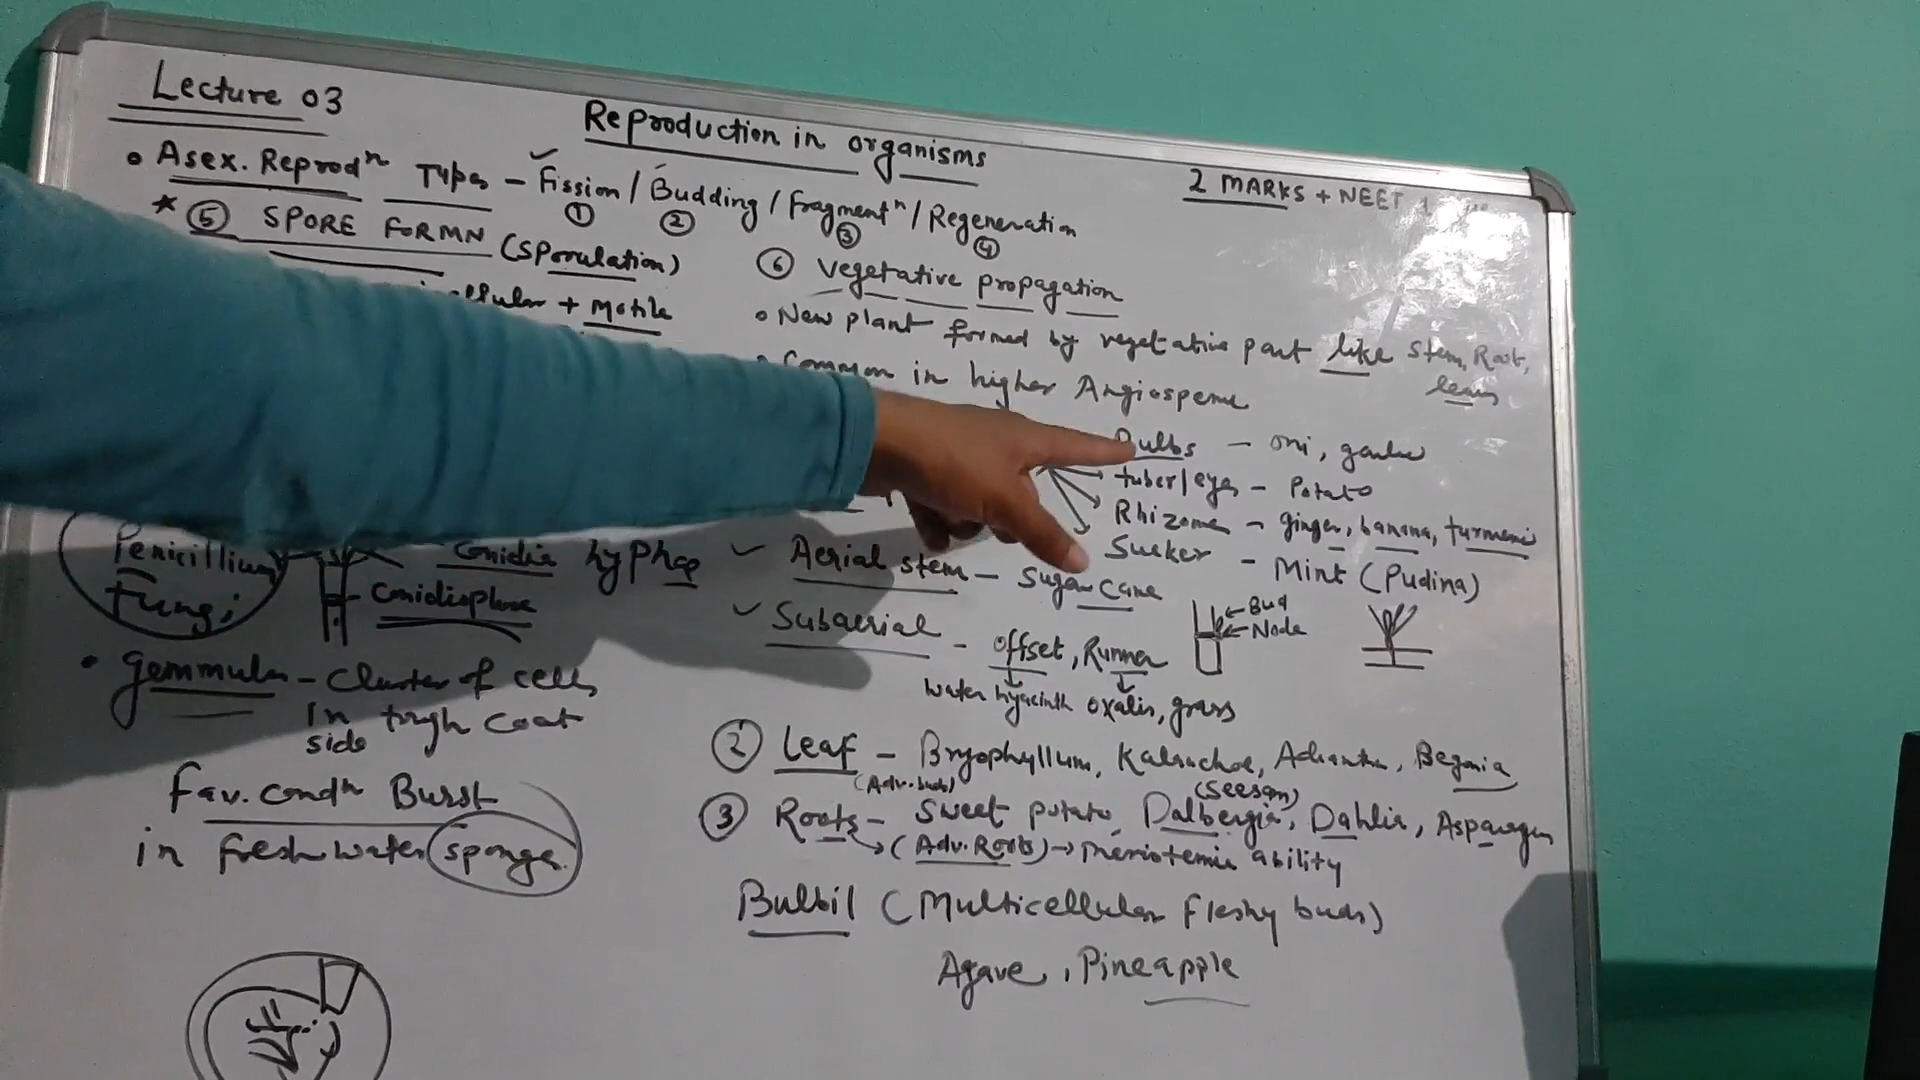 Lecture 03
Reproduction in organisms
2 MARKS + NEET
• Asex. Reprodⁿ Types - Fission / Budding / Fragmentⁿ / Regeneration
① ② ③ ④
* ⑤ SPORE FORMN (Sporulation)
+ Motile
Penicillium
Fungi
Conidia hyphae
Conidiophore
• Gemmules - Cluster of cells
In side tough coat
Fav. condⁿ Burst
in freshwater sponge.
⑥ Vegetative propagation
• New plant formed by vegetative part like stem, Root,
leaves
• Common in higher Angiosperms
Bulbs - oni, garlic
tuber/eyes - Potato
Rhizome - ginger, banana, turmeric
Sucker - Mint (Pudina)
✓ Aerial stem - Sugar cane
Bud
Node
✓ Subaerial - offset, Runner
water hyacinth oxalis, grass
② Leaf - Bryophyllum, Kalanchoe, Adiantum, Begonia
(Adv. buds)
(Seesam)
③ Roots - Sweet potato, Dalbergia, Dahlia, Asparagus
→ (Adv. Roots) → meristemic ability
Bulbil (Multicellular fleshy buds)
Agave, Pineapple